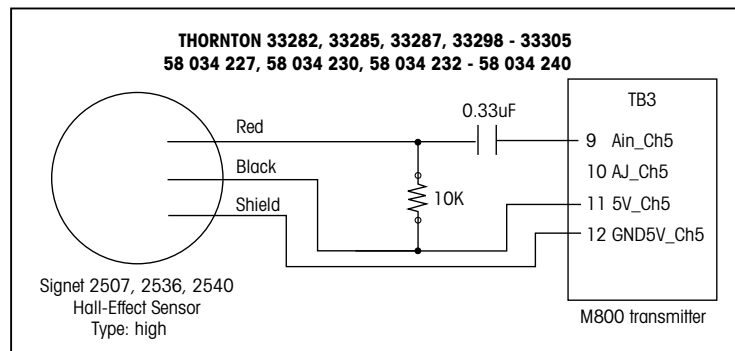 THORNTON 33282, 33285, 33287, 33298 - 33305
58 034 227, 58 034 230, 58 034 232 - 58 034 240
TB3
0.33uF
Red
9 Ain_Ch5
Black
10 AJ_Ch5
10K
11 5V_Ch5
Shield
12 GND5V_Ch5
Signet 2507, 2536, 2540
Hall-Effect Sensor
Type: high
M800 transmitter